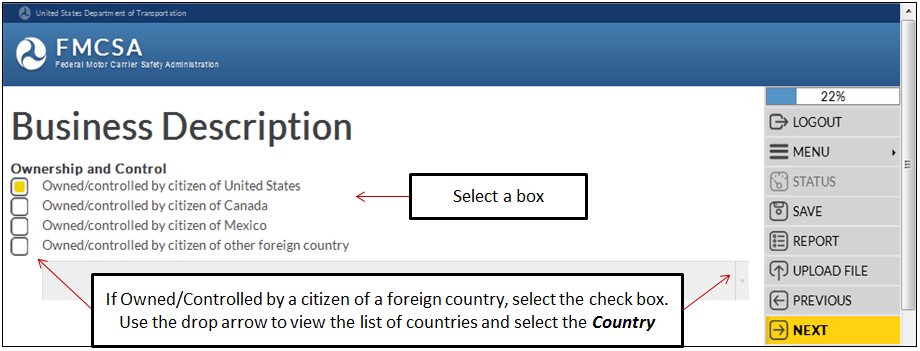 United States Department of Transportation
FMCSA
Federal Motor Carrier Safety Administration
22%
Business Description
LOGOUT
MENU
STATUS
SAVE
REPORT
UPLOAD FILE
PREVIOUS
NEXT
Ownership and Control
Owned/controlled by citizen of United States
Owned/controlled by citizen of Canada
Owned/controlled by citizen of Mexico
Owned/controlled by citizen of other foreign country
Select a box
If Owned/Controlled by a citizen of a foreign country, select the check box.
Use the drop arrow to view the list of countries and select the Country